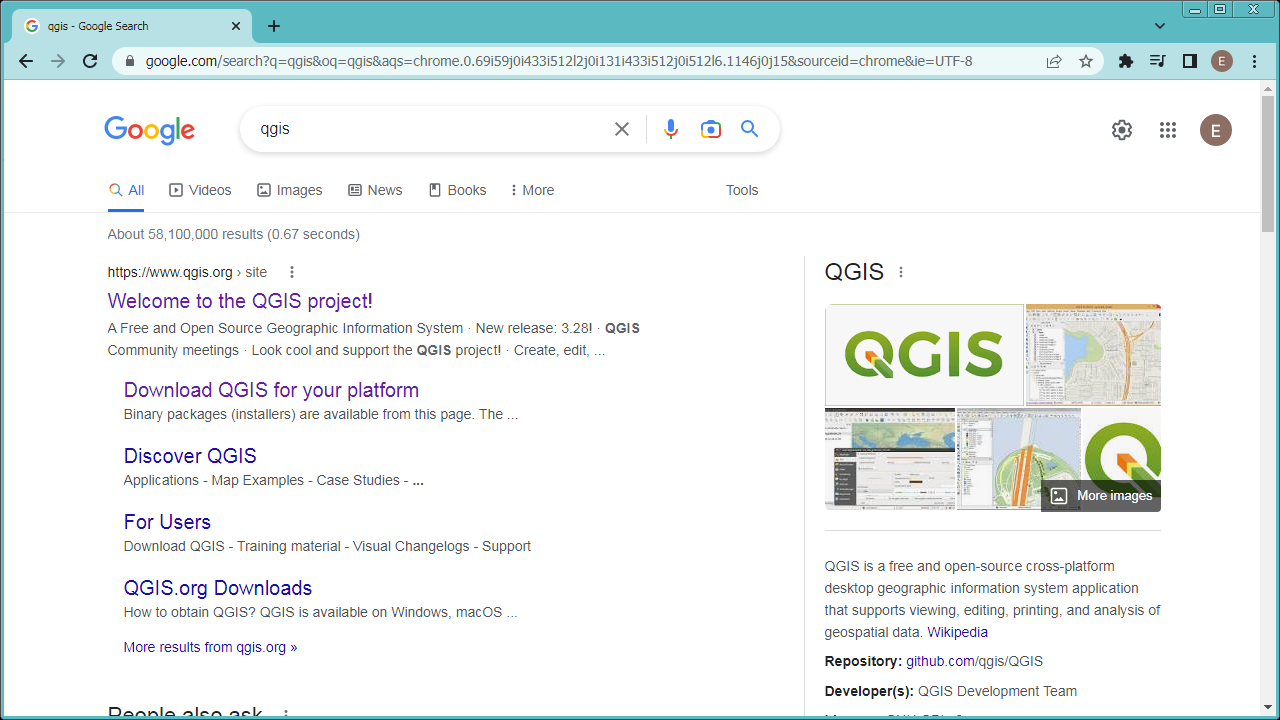 qgis - Google Search
google.com/search?q=qgis&oq=qgis&aqs=chrome.0.69i59j0i433i512l2j0i131i433i512j0i512l6.1146j0j15&sourceid=chrome&ie=UTF-8
E
Google
qgis
E
All
Videos
Images
News
Books
More
Tools
About 58,100,000 results (0.67 seconds)
https://www.qgis.org › site
Welcome to the QGIS project!
A Free and Open Source Geographic Information System · New release: 3.28! · QGIS
Community meetings · Look cool and support the QGIS project! · Create, edit, ...
Download QGIS for your platform
Binary packages (installers) are available from this page. The ...
Discover QGIS
Applications - Map Examples - Case Studies - ...
For Users
Download QGIS - Training material - Visual Changelogs - Support
QGIS.org Downloads
How to obtain QGIS? QGIS is available on Windows, macOS ...
More results from qgis.org »
People also ask
QGIS
QGIS
More images
QGIS is a free and open-source cross-platform
desktop geographic information system application
that supports viewing, editing, printing, and analysis of
geospatial data. Wikipedia
Repository: github.com/qgis/QGIS
Developer(s): QGIS Development Team